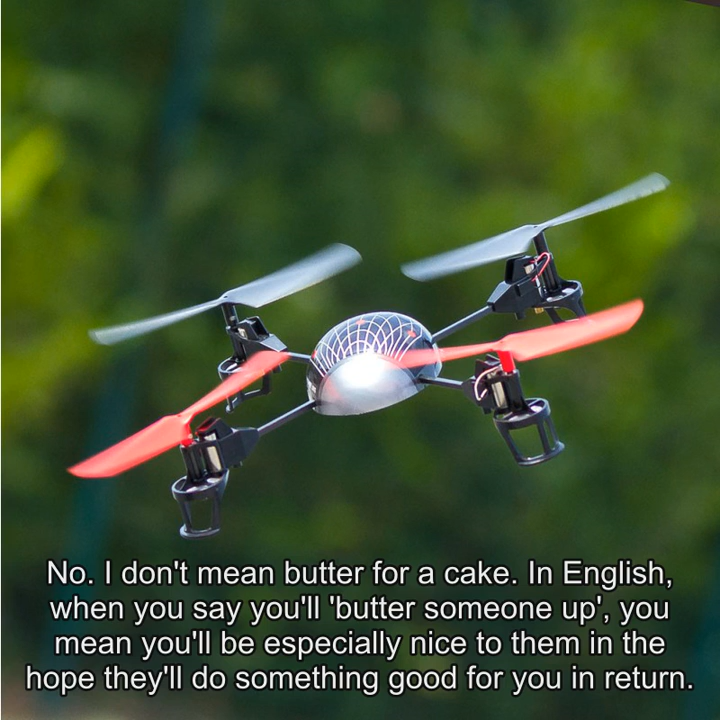 No. I don't mean butter for a cake. In English,
when you say you'll 'butter someone up', you
mean you'll be especially nice to them in the
hope they'll do something good for you in return.